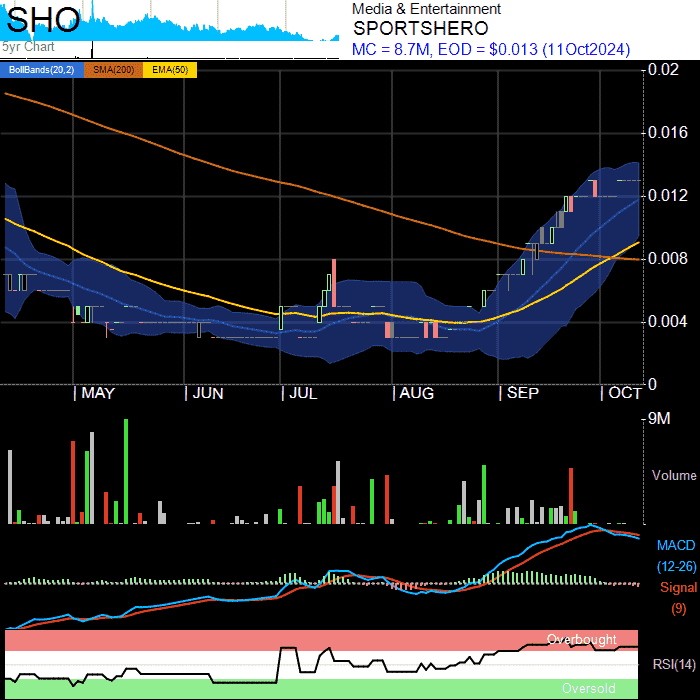 SHO
5yr Chart
Media & Entertainment
SPORTSHERO
MC = 8.7M, EOD = $0.013 (11Oct2024)
BollBands(20,2) SMA(200) EMA(50)
0.02
0.016
0.012
0.008
0.004
0
MAY JUN JUL AUG SEP OCT
9M
Volume
MACD
(12-26)
Signal
(9)
Overbought
RSI(14)
Oversold